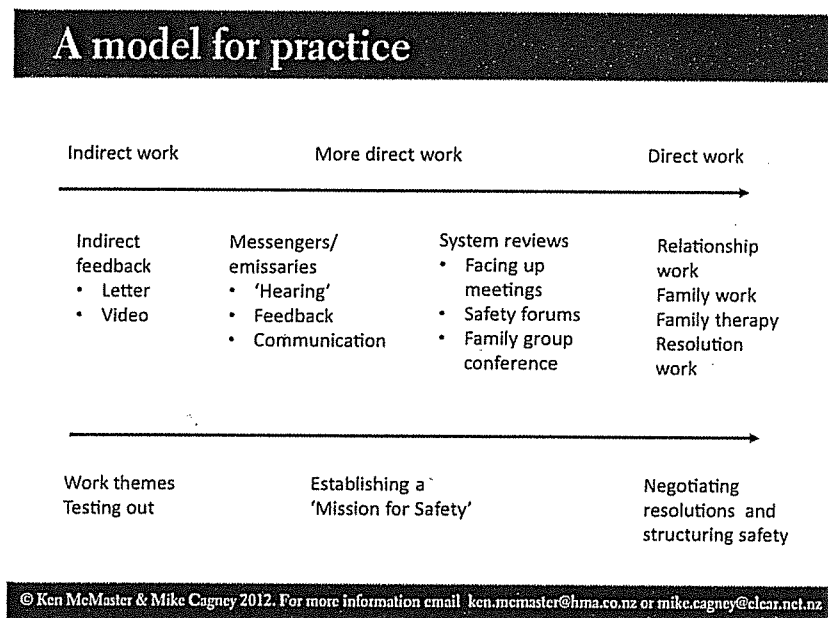 A model for practice
Indirect work
More direct work
Direct work
Indirect
feedback
• Letter
• Video
Messengers/
emissaries
• 'Hearing'
• Feedback
• Communication
System reviews
• Facing up
meetings
• Safety forums
• Family group
conference
Relationship
work
Family work
Family therapy
Resolution
work
Work themes
Testing out
Establishing a
'Mission for Safety'
Negotiating
resolutions and
structuring safety
© Ken McMaster & Mike Cagney 2012. For more information email ken.mcmaster@hma.co.nz or mike.cagney@clear.net.nz